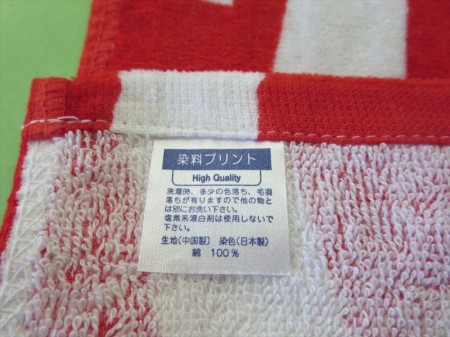 染料プリント
High Quality
洗濯時、多少の色落ち、毛羽
落ちが有りますので他の物と
は別にお洗い下さい。
塩素系漂白剤は使用しないで
下さい。
生地(中国製) 染色(日本製)
綿 100%